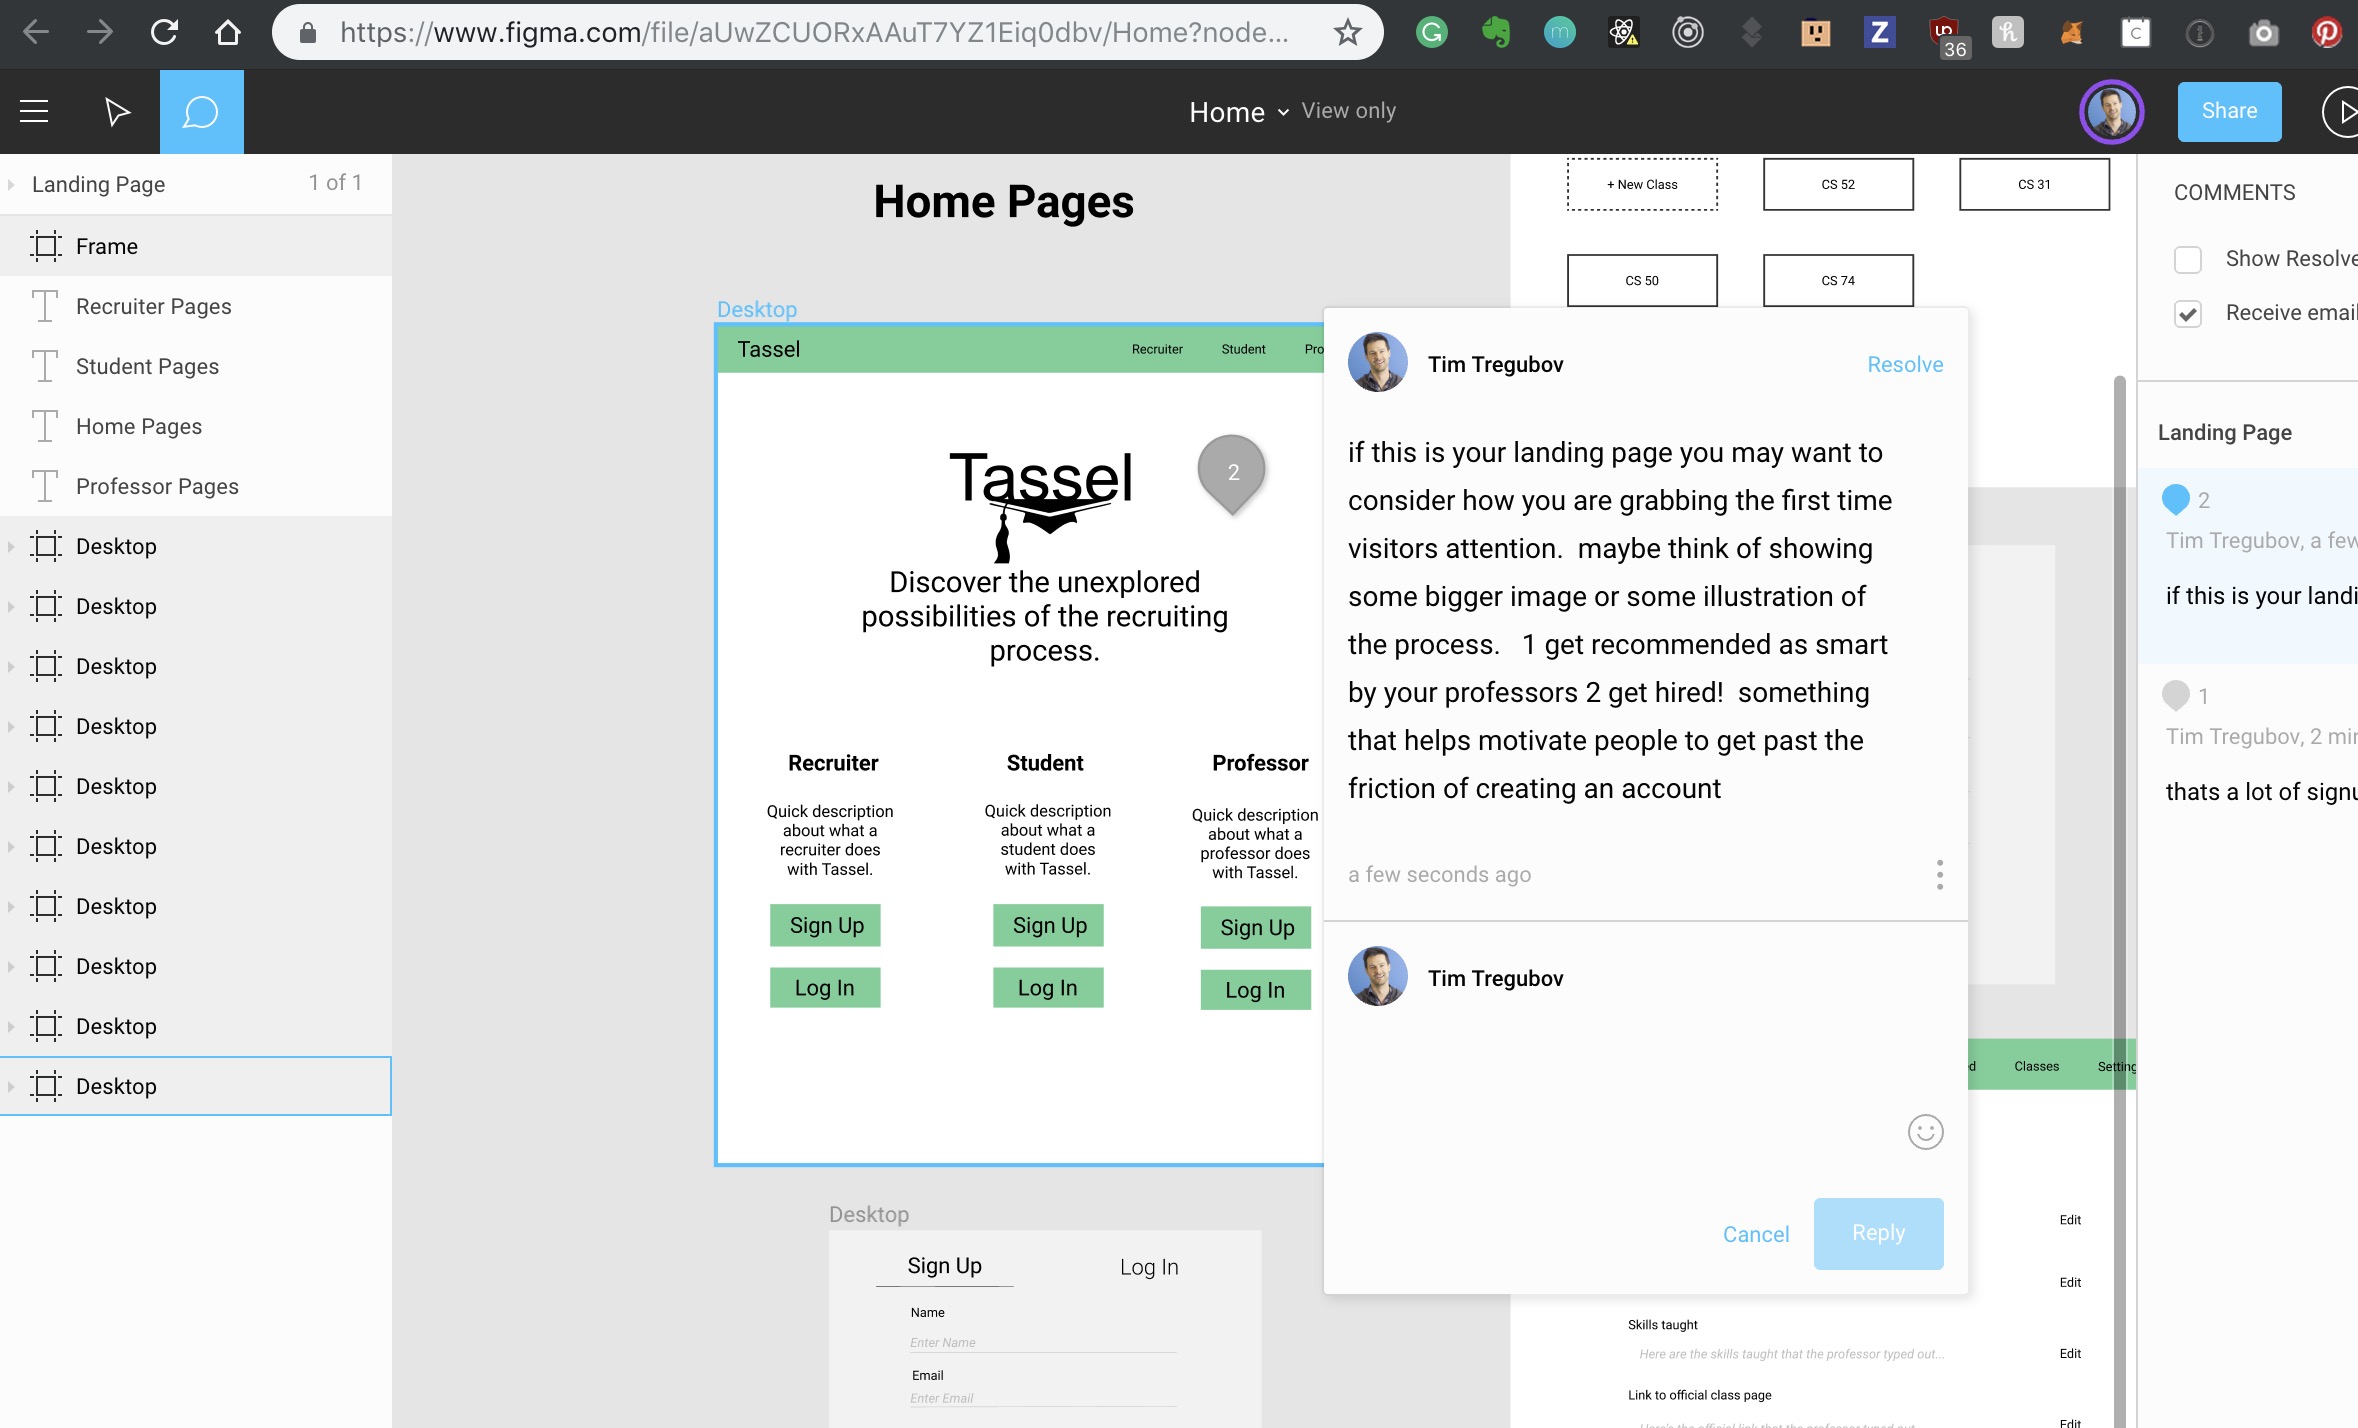 https://www.figma.com/file/aUwZCUORxAAuT7YZ1Eiq0dbv/Home?node...
36
Home View only
Share
Landing Page 1 of 1
Frame
Recruiter Pages
Student Pages
Home Pages
Professor Pages
Desktop
Desktop
Desktop
Desktop
Desktop
Desktop
Desktop
Desktop
Desktop
Desktop
Home Pages
Desktop
Tassel Recruiter Student
Tassel
2
Discover the unexplored
possibilities of the recruiting
process.
Recruiter
Quick description
about what a
recruiter does
with Tassel.
Sign Up
Log In
Student
Quick description
about what a
student does
with Tassel.
Sign Up
Log In
Professor
Quick description
about what a
professor does
with Tassel.
Sign Up
Log In
Desktop
Sign Up Log In
Name
Enter Name
Email
Enter Email
+ New Class CS 52 CS 31
CS 50 CS 74
Tim Tregubov Resolve
if this is your landing page you may want to
consider how you are grabbing the first time
visitors attention.  maybe think of showing
some bigger image or some illustration of
the process.   1 get recommended as smart
by your professors 2 get hired!  something
that helps motivate people to get past the
friction of creating an account
a few seconds ago
Tim Tregubov
Cancel Reply
Classes
Edit
Edit
Skills taught
Here are the skills taught that the professor typed out...
Edit
Link to official class page
Edit
COMMENTS
Show
Receive
Landing Page
2
Tim Tregubov, a few
if this is your
1
Tim Tregubov, 2
thats a lot of